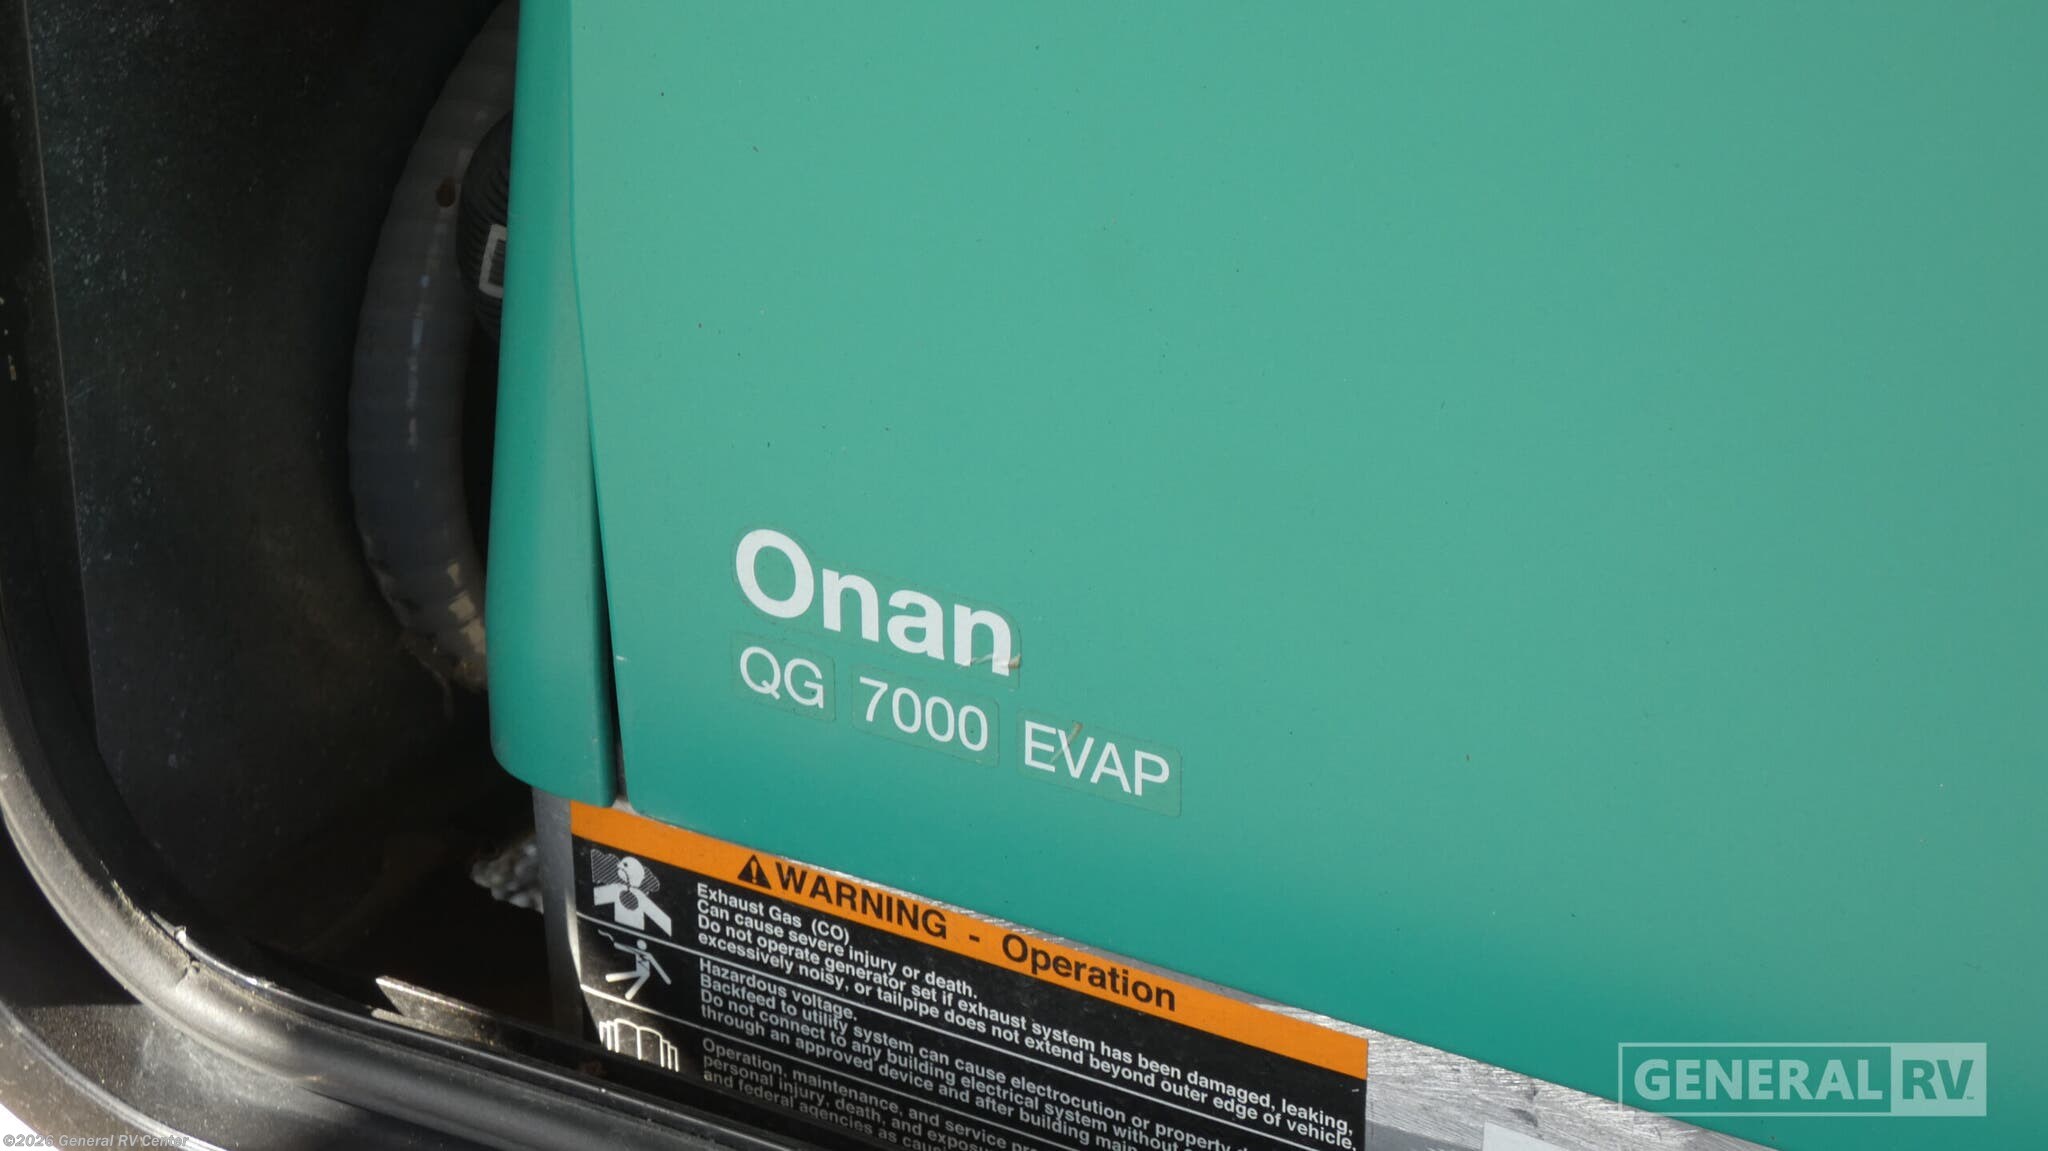 Onan
QG 7000 EVAP
WARNING - Operation
Exhaust Gas (CO)
Can cause severe injury or death.
Do not operate generator set if exhaust system has been damaged, leaking,
excessively noisy, or tailpipe does not extend beyond outer edge of vehicle,
Hazardous voltage.
Backfeed to utility system can cause electrocution or property
Do not connect to any building electrical system without
through an approved device and after building main
Operation, maintenance, and service
personal injury, death, and
and federal agencies as
GENERAL RV
©2026 General RV Center